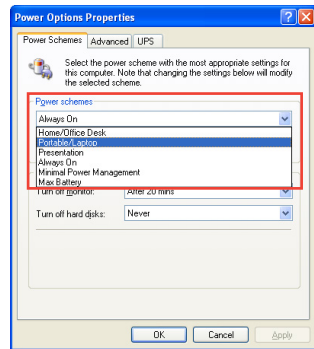 Power Options Properties
Power Schemes
Advanced
UPS
Select the power scheme with the most appropriate settings for
this computer. Note that changing the settings below will modify
the selected scheme.
Power schemes
Always On
Home/Office Desk
Portable/Laptop
Presentation
Always On
Minimal Power Management
Max Battery
Turn off monitor:
After 20 mins
Turn off hard disks:
Never
OK
Cancel
Apply